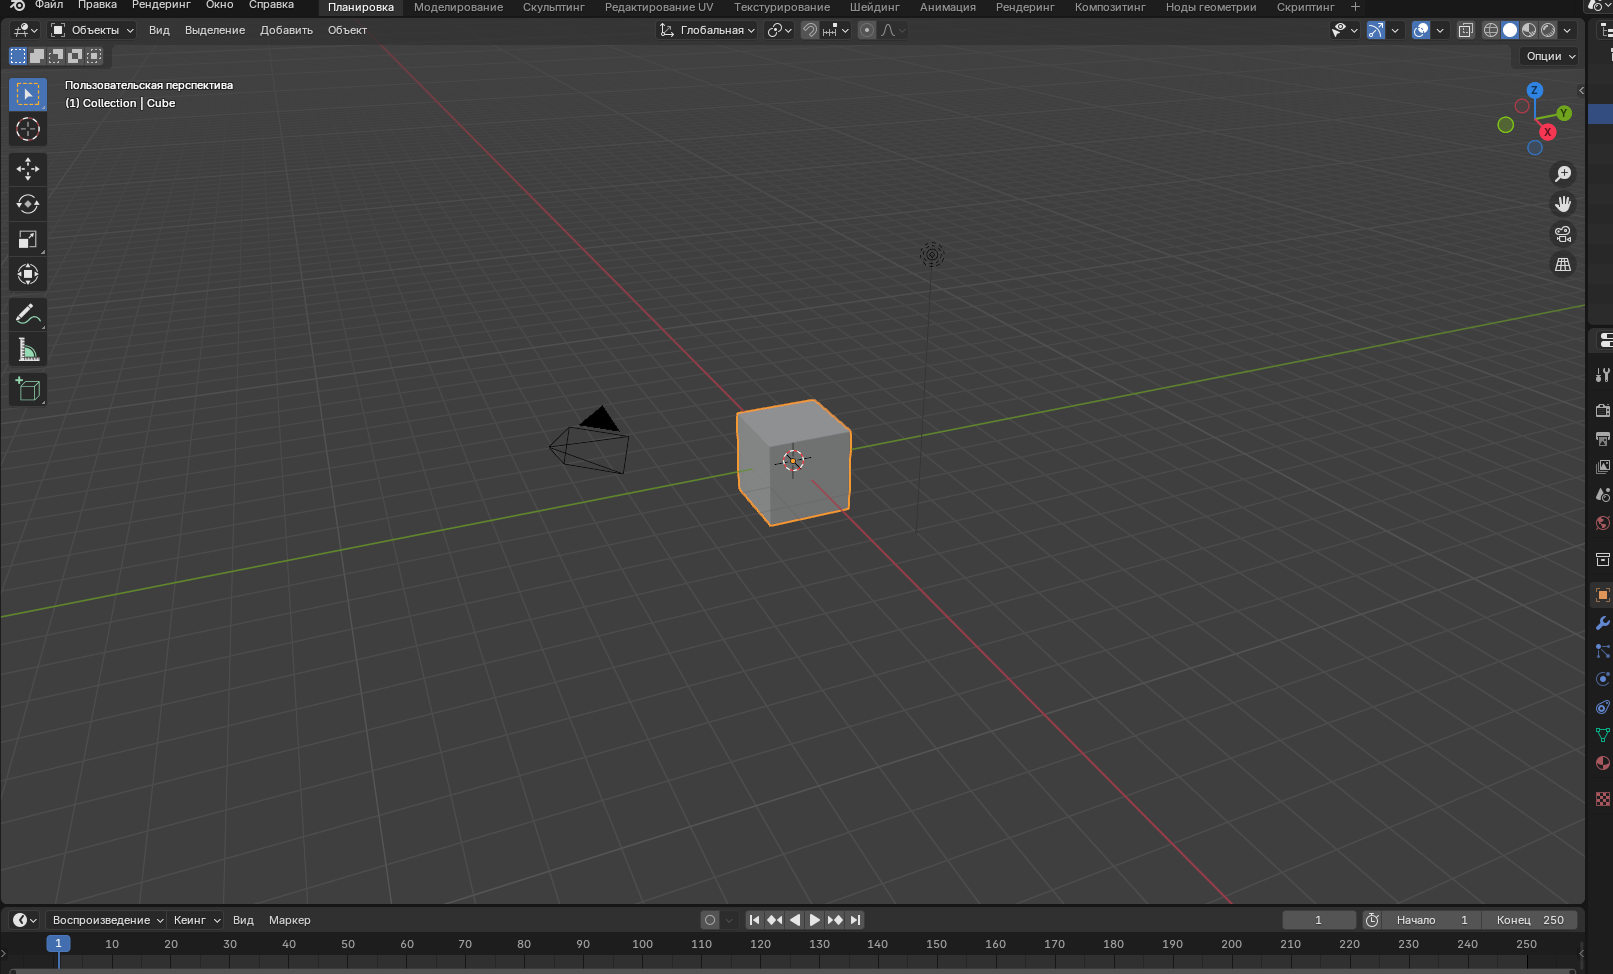 Файл Правка Рендеринг Окно Справка Планировка Моделирование Скульптинг Редактирование UV Текстурирование Шейдинг Анимация Рендеринг Композитинг Ноды геометрии Скриптинг +
Объекты Вид Выделение Добавить Объект Глобальная
Опции
Пользовательская перспектива
(1) Collection | Cube
Z
Y
X
Воспроизведение Кеинг Вид Маркер 1 Начало 1 Конец 250
1 10 20 30 40 50 60 70 80 90 100 110 120 130 140 150 160 170 180 190 200 210 220 230 240 250